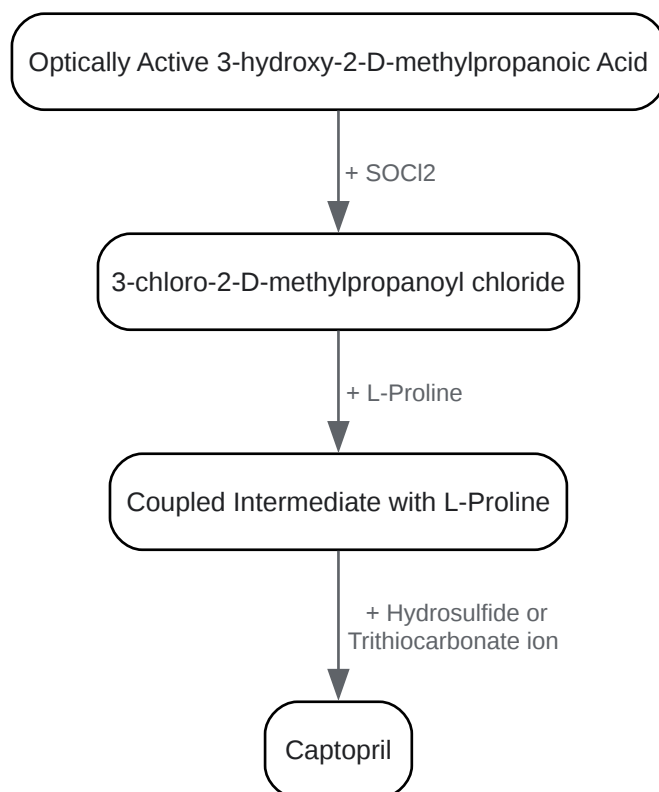 Optically Active 3-hydroxy-2-D-methylpropanoic Acid
+ SOCl2
3-chloro-2-D-methylpropanoyl chloride
+ L-Proline
Coupled Intermediate with L-Proline
+ Hydrosulfide or
Trithiocarbonate ion
Captopril